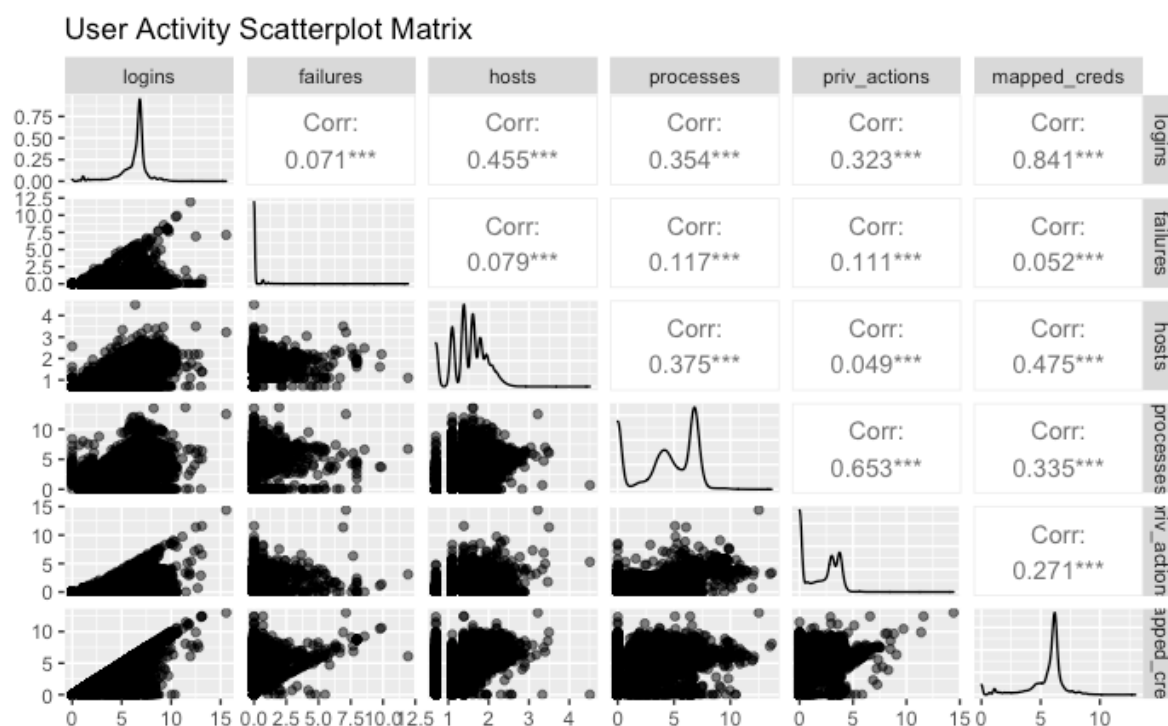 User Activity Scatterplot Matrix
logins failures hosts processes priv_actions mapped_creds
0.75
0.50
0.25
0.00
Corr: Corr: Corr: Corr: Corr:
0.071*** 0.455*** 0.354*** 0.323*** 0.841***
logins
12.5
10.0
7.5
5.0
2.5
0.0
Corr: Corr: Corr: Corr:
0.079*** 0.117*** 0.111*** 0.052***
failures
4
3
2
1
Corr: Corr: Corr:
0.375*** 0.049*** 0.475***
hosts
10
5
0
Corr: Corr:
0.653*** 0.335***
processes
15
10
5
0
Corr:
0.271***
priv_action
10
5
0
apped_cre
0 5 10 15 0.0 2.5 5.0 7.5 10.0 12.5 1 2 3 4 0 5 10 0 5 10 15 0 5 10